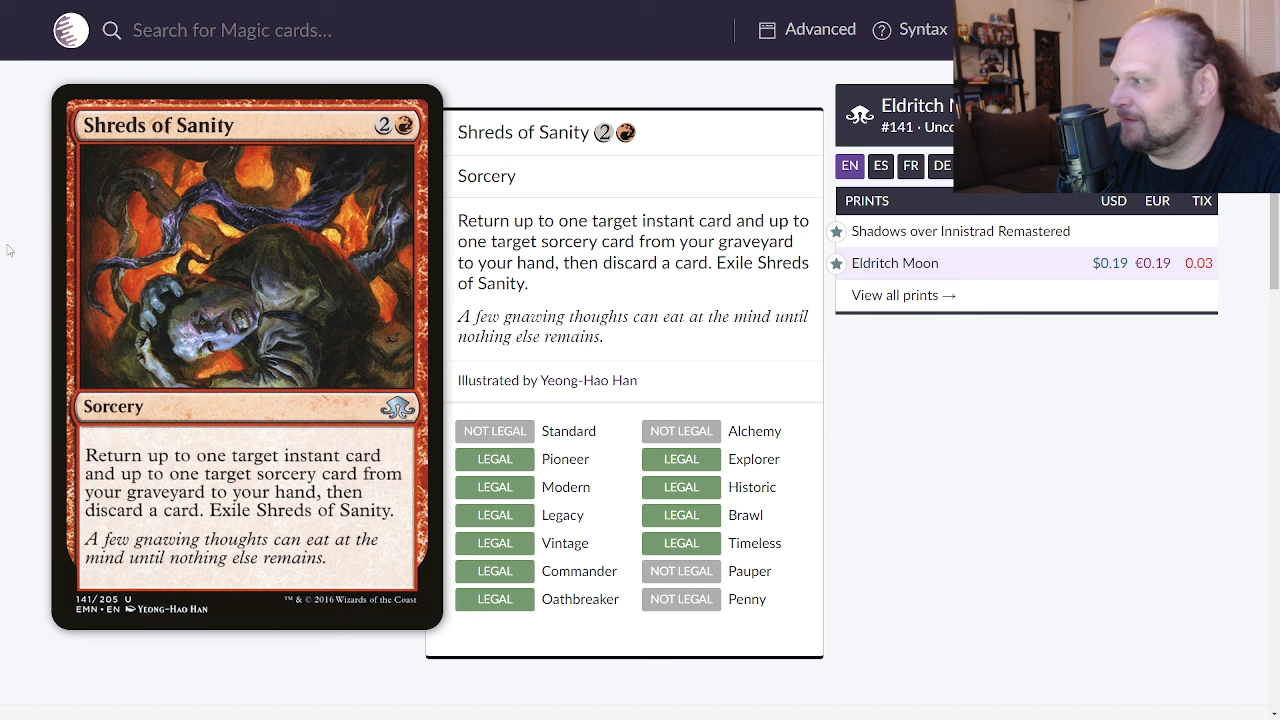 Search for Magic cards...
Advanced
Syntax
Shreds of Sanity 2
Sorcery
Return up to one target instant card
and up to one target sorcery card from
your graveyard to your hand, then
discard a card. Exile Shreds of Sanity.
A few gnawing thoughts can eat at the
mind until nothing else remains.
141/205 U
EMN • EN Yeong-Hao Han
™ & © 2016 Wizards of the Coast
Shreds of Sanity 2
Sorcery
Return up to one target instant card and up to
one target sorcery card from your graveyard
to your hand, then discard a card. Exile Shreds
of Sanity.
A few gnawing thoughts can eat at the mind until
nothing else remains.
Illustrated by Yeong-Hao Han
NOT LEGAL Standard NOT LEGAL Alchemy
LEGAL Pioneer LEGAL Explorer
LEGAL Modern LEGAL Historic
LEGAL Legacy LEGAL Brawl
LEGAL Vintage LEGAL Timeless
LEGAL Commander NOT LEGAL Pauper
LEGAL Oathbreaker NOT LEGAL Penny
Eldritch M
#141 · Unco
EN ES FR DE
PRINTS USD EUR TIX
Shadows over Innistrad Remastered
Eldritch Moon $0.19 €0.19 0.03
View all prints →